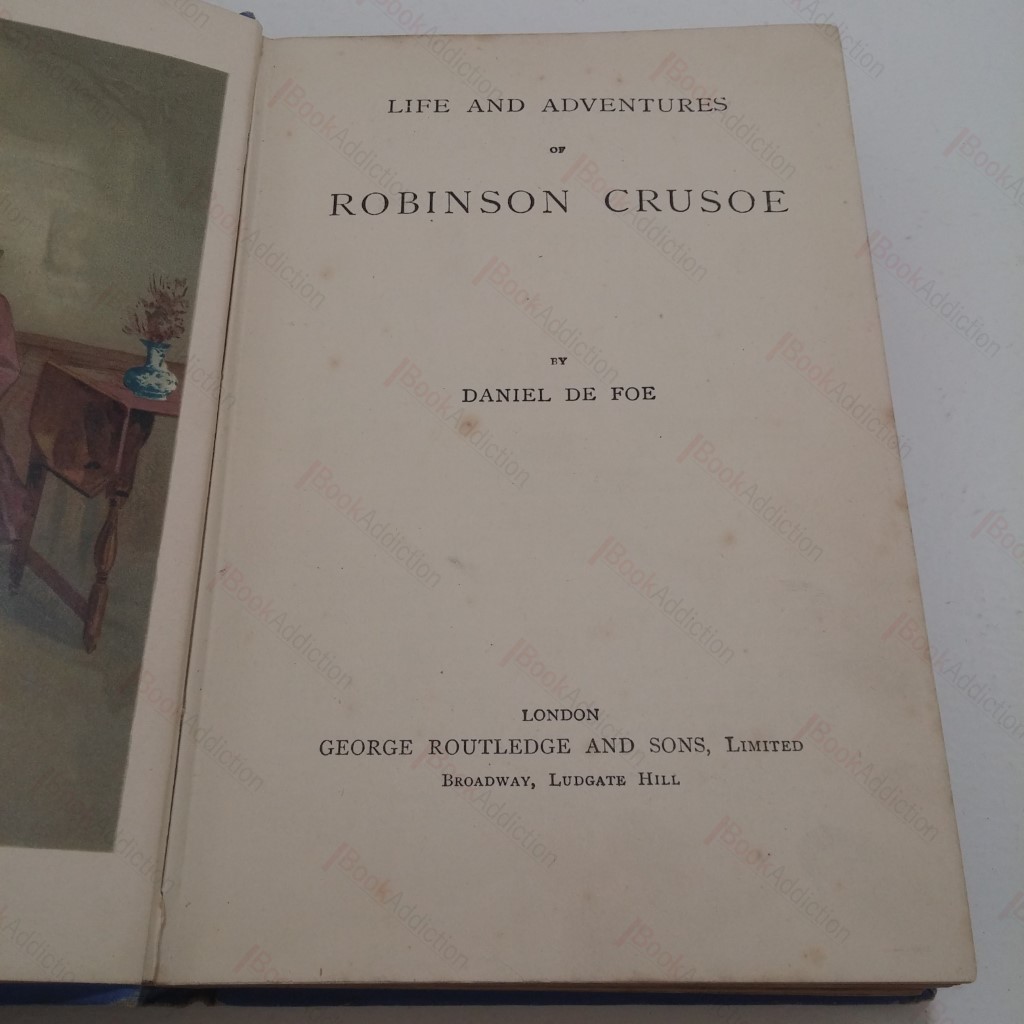 LIFE AND ADVENTURES
OF
ROBINSON CRUSOE
BY
DANIEL DE FOE
LONDON
GEORGE ROUTLEDGE AND SONS, LIMITED
BROADWAY, LUDGATE HILL
BookAddiction